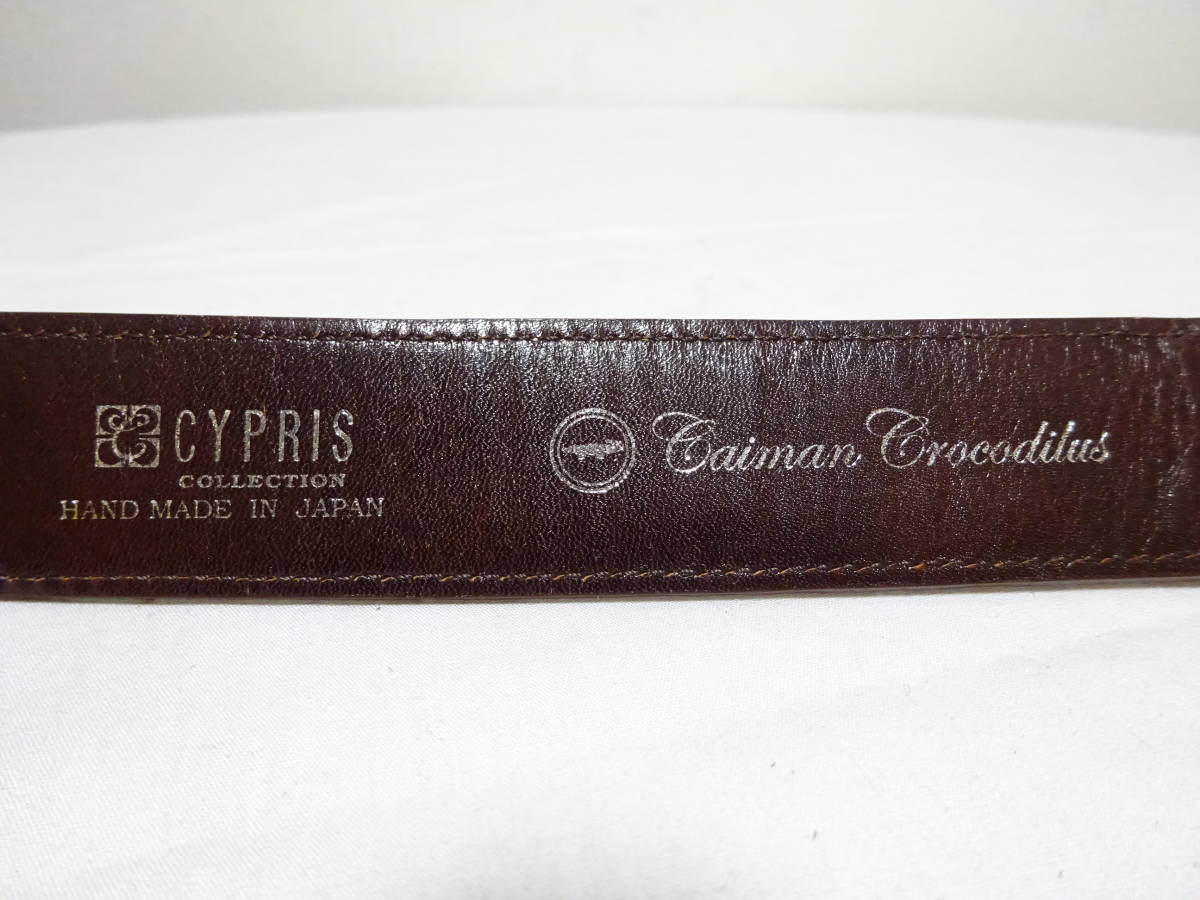 CYPRIS
COLLECTION
HAND MADE IN JAPAN
Caiman Crocodilus